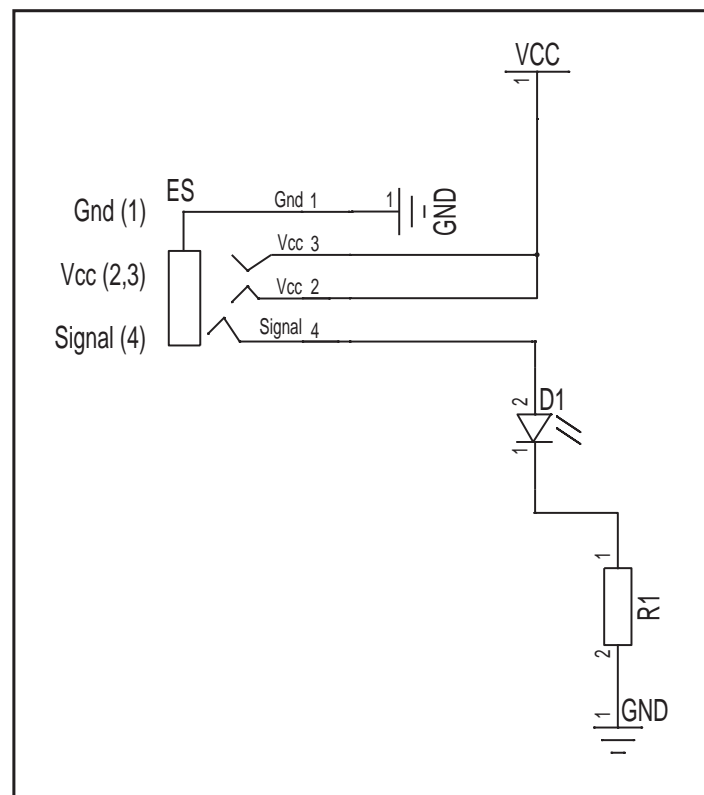 VCC
1
ES
Gnd (1)
Gnd 1
1
GND
Vcc 3
Vcc (2,3)
Vcc 2
Signal 4
Signal (4)
2
D1
1
1
R1
2
1
GND